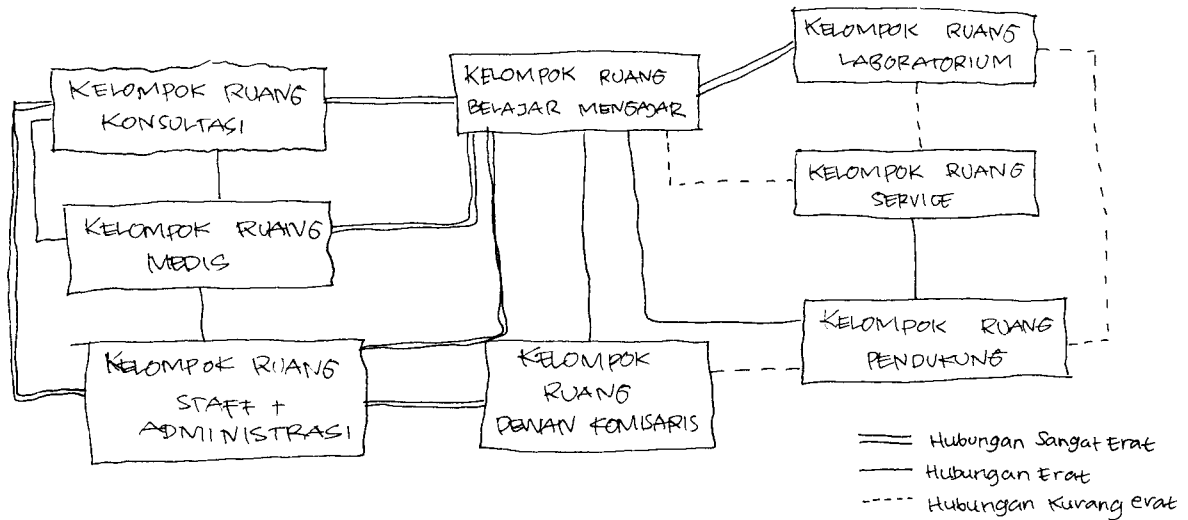 KELOMPOK RUANG
KONSULTASI
KELOMPOK RUANG
BELAJAR MENGAJAR
KELOMPOK RUANG
LABORATORIUM
KELOMPOK RUANG
SERVICE
KELOMPOK RUANG
MEDIS
KELOMPOK RUANG
STAFF +
ADMINISTRASI
KELOMPOK
RUANG
DEWAN KOMISARIS
KELOMPOK RUANG
PENDUKUNG
Hubungan Sangat Erat
Hubungan Erat
Hubungan Kurang erat